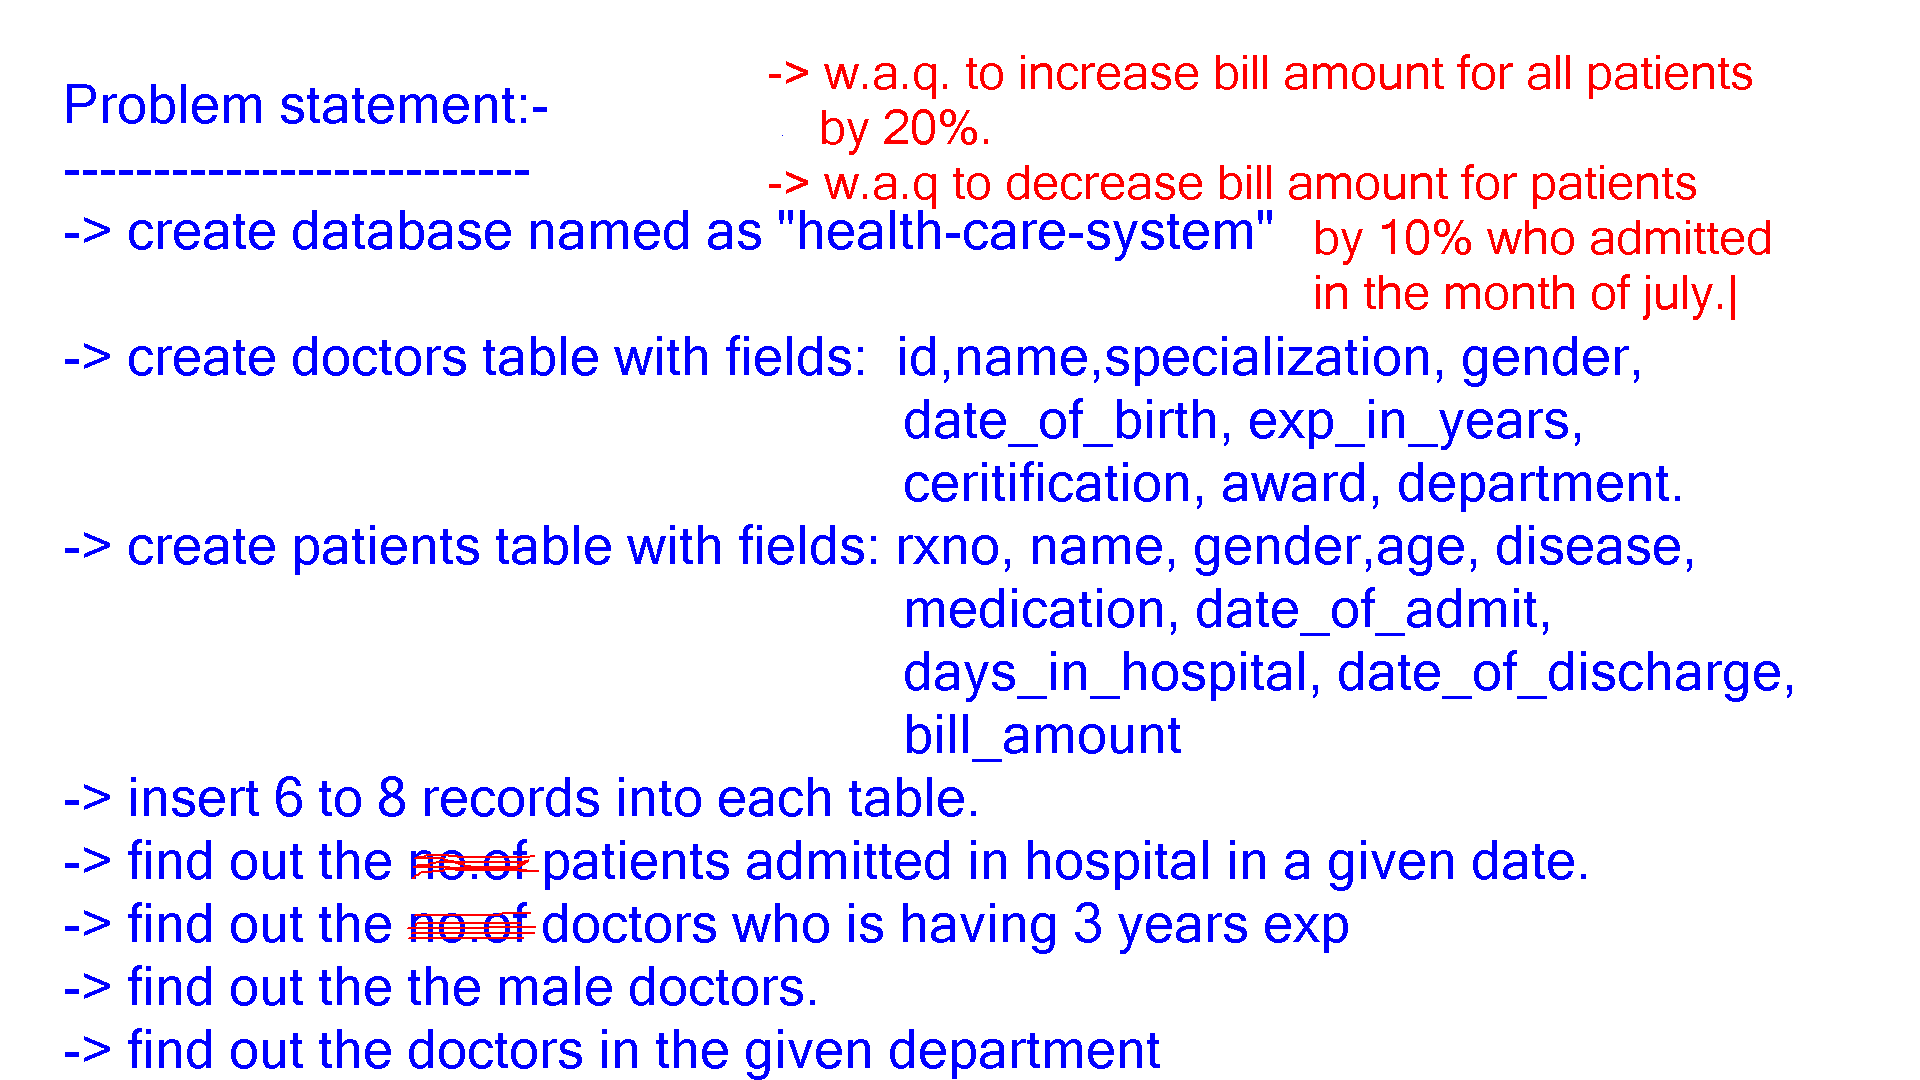 Problem statement:-
--------------------------
-> w.a.q. to increase bill amount for all patients
by 20%.
-> w.a.q to decrease bill amount for patients
by 10% who admitted
in the month of july.|
-> create database named as "health-care-system"
-> create doctors table with fields: id,name,specialization, gender,
date_of_birth, exp_in_years,
ceritification, award, department.
-> create patients table with fields: rxno, name, gender,age, disease,
medication, date_of_admit,
days_in_hospital, date_of_discharge,
bill_amount
-> insert 6 to 8 records into each table.
-> find out the no.of patients admitted in hospital in a given date.
-> find out the no.of doctors who is having 3 years exp
-> find out the the male doctors.
-> find out the doctors in the given department